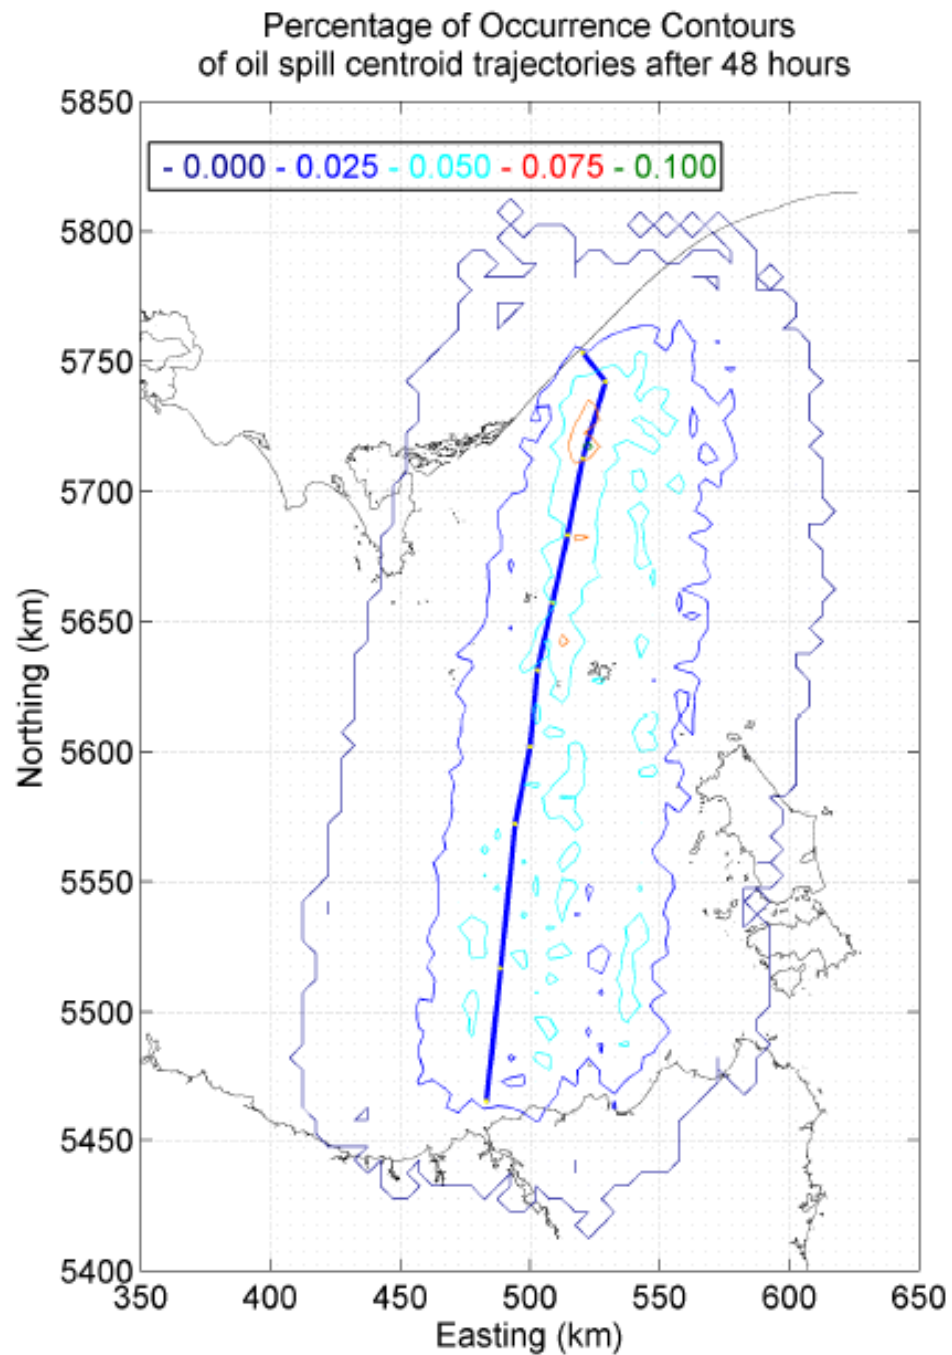 Percentage of Occurrence Contours
of oil spill centroid trajectories after 48 hours
5850
- 0.000 - 0.025 - 0.050 - 0.075 - 0.100
5800
5750
5700
5650
Northing (km)
5600
5550
5500
5450
5400
350 400 450 500 550 600 650
Easting (km)